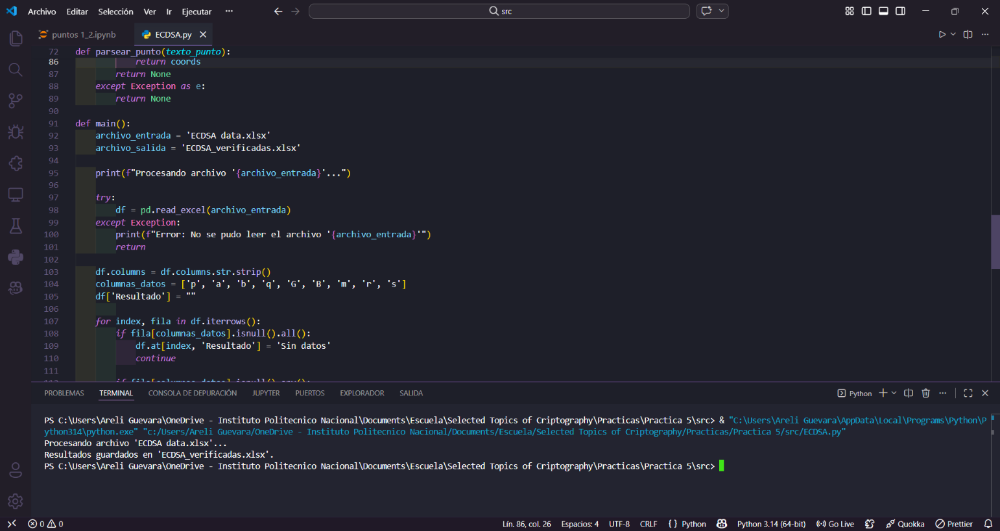 Archivo Editar Selección Ver Ir Ejecutar ··· src
puntos 1_2.ipynb ECDSA.py
72 def parsear_punto(texto_punto):
86 return coords
87 return None
88 except Exception as e:
89 return None
90
91 def main():
92 archivo_entrada = 'ECDSA data.xlsx'
93 archivo_salida = 'ECDSA_verificadas.xlsx'
94
95 print(f"Procesando archivo '{archivo_entrada}'...")
96
97 try:
98 df = pd.read_excel(archivo_entrada)
99 except Exception:
100 print(f"Error: No se pudo leer el archivo '{archivo_entrada}'")
101 return
102
103 df.columns = df.columns.str.strip()
104 columnas_datos = ['p', 'a', 'b', 'q', 'G', 'B', 'm', 'r', 's']
105 df['Resultado'] = ""
106
107 for index, fila in df.iterrows():
108 if fila[columnas_datos].isnull().all():
109 df.at[index, 'Resultado'] = 'Sin datos'
110 continue
111
PROBLEMAS TERMINAL CONSOLA DE DEPURACIÓN JUPYTER PUERTOS EXPLORADOR SALIDA Python
PS C:\Users\Areli Guevara\OneDrive - Instituto Politecnico Nacional\Documents\Escuela\Selected Topics of Criptography\Practicas\Practica 5\src> & "C:\Users\Areli Guevara\AppData\Local\Programs\Python\P
ython314\python.exe" "c:/Users/Areli Guevara/OneDrive - Instituto Politecnico Nacional/Documents/Escuela/Selected Topics of Criptography/Practicas/Practica 5/src/ECDSA.py"
Procesando archivo 'ECDSA data.xlsx'...
Resultados guardados en 'ECDSA_verificadas.xlsx'.
PS C:\Users\Areli Guevara\OneDrive - Instituto Politecnico Nacional\Documents\Escuela\Selected Topics of Criptography\Practicas\Practica 5\src>
0 0 Lín. 86, col. 26 Espacios: 4 UTF-8 CRLF {} Python Python 3.14 (64-bit) Go Live Quokka Prettier